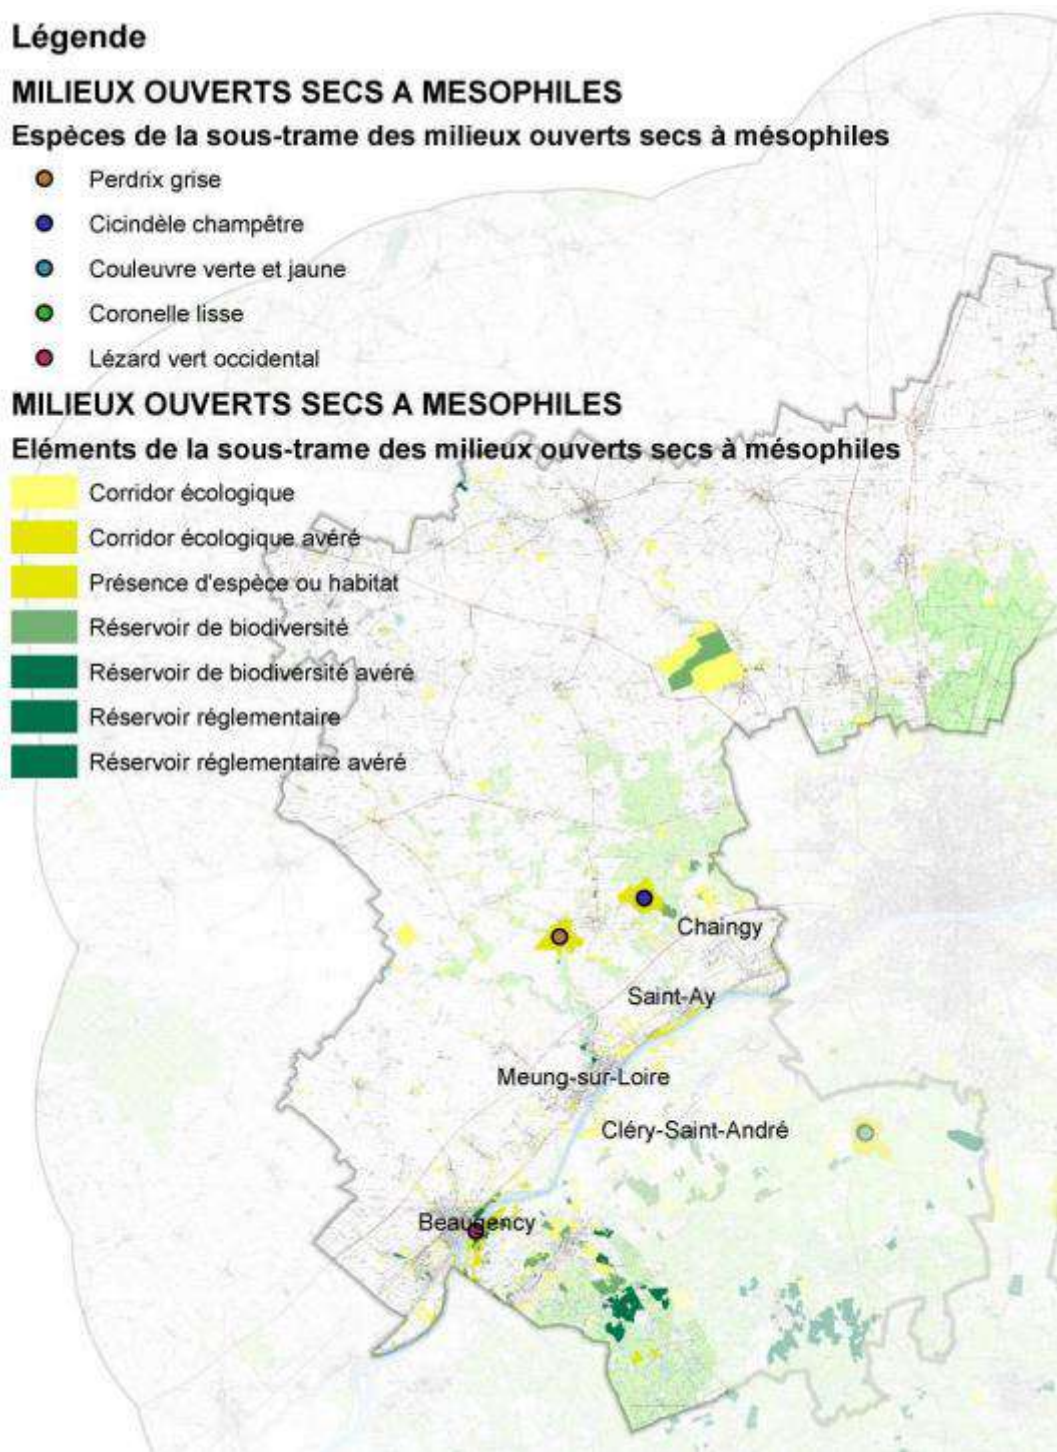 Légende
MILIEUX OUVERTS SECS A MESOPHILES
Espèces de la sous-trame des milieux ouverts secs à mésophiles
Perdrix grise
Cicindèle champêtre
Couleuvre verte et jaune
Coronelle lisse
Lézard vert occidental
MILIEUX OUVERTS SECS A MESOPHILES
Eléments de la sous-trame des milieux ouverts secs à mésophiles
Corridor écologique
Corridor écologique avéré
Présence d'espèce ou habitat
Réservoir de biodiversité
Réservoir de biodiversité avéré
Réservoir réglementaire
Réservoir réglementaire avéré
Chaingy
Saint-Ay
Meung-sur-Loire
Cléry-Saint-André
Beaugency